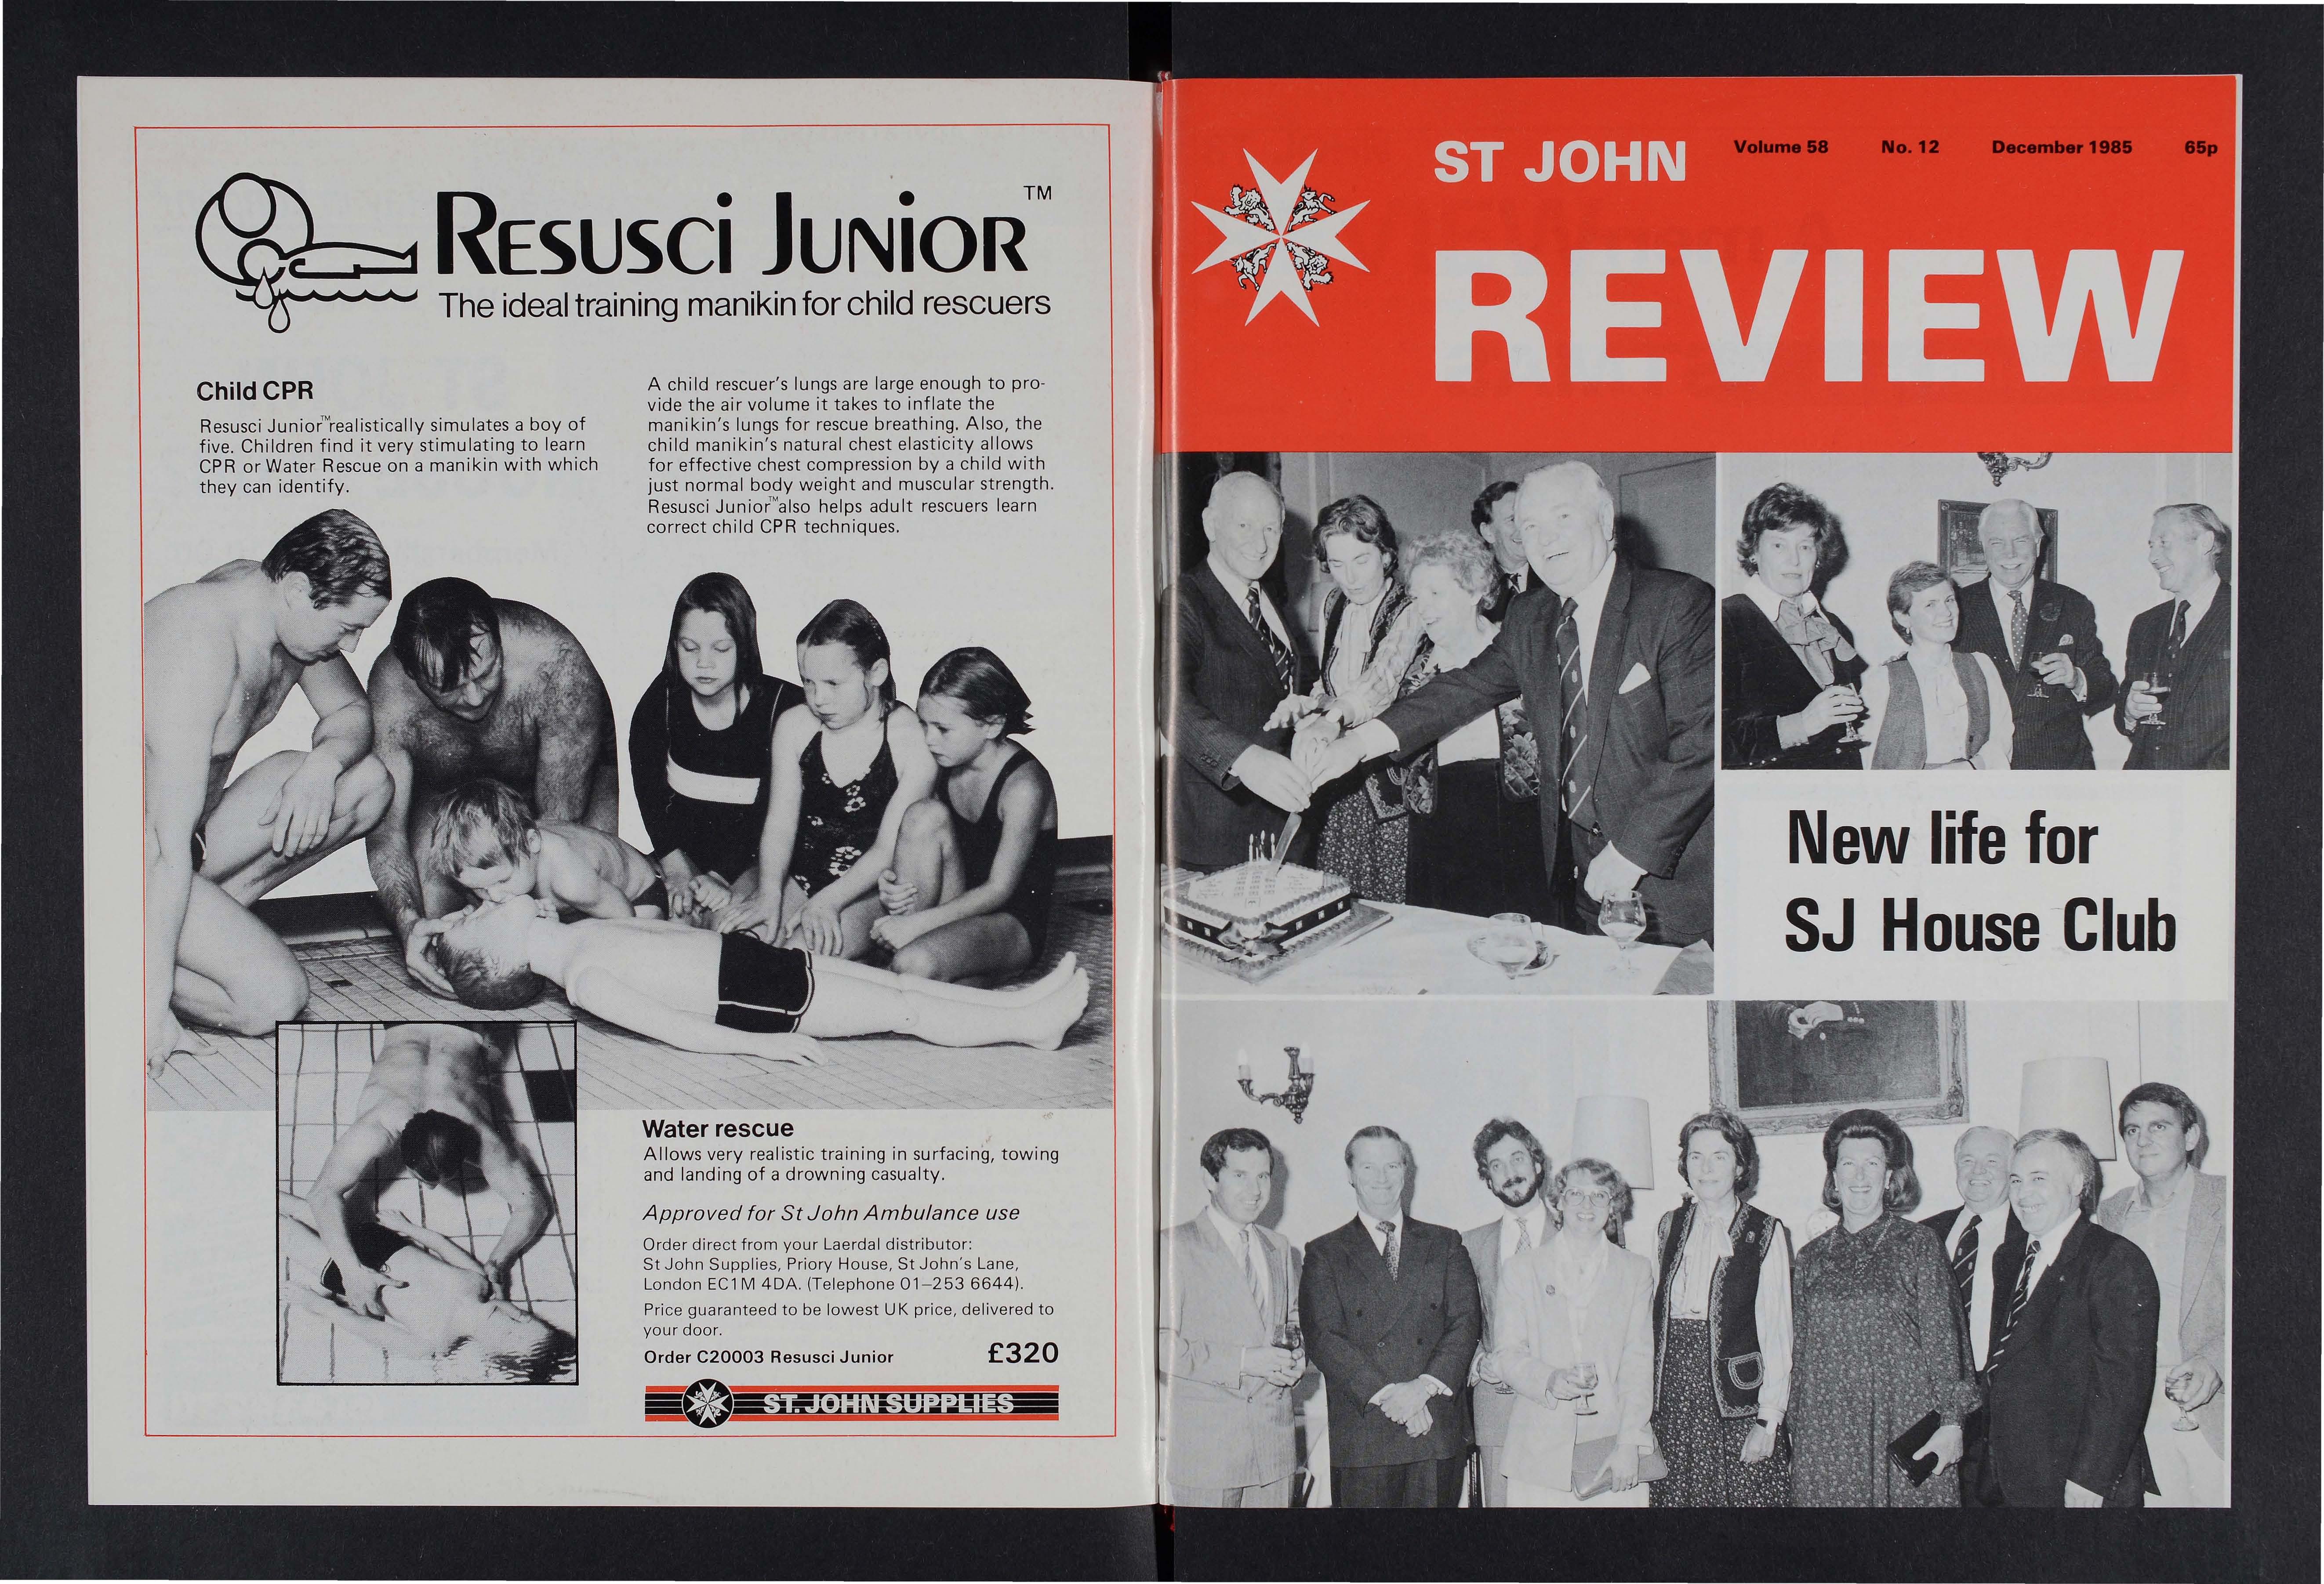 RESUSCI JUNIOR™
The ideal training manikin for child rescuers
Child CPR
Resusci Junior™realistically simulates a boy of
five. Children find it very stimulating to learn
CPR or Water Rescue on a manikin with which
they can identify.
A child rescuer's lungs are large enough to pro-
vide the air volume it takes to inflate the
manikin's lungs for rescue breathing. Also, the
child manikin's natural chest elasticity allows
for effective chest compression by a child with
just normal body weight and muscular strength.
Resusci Junior™also helps adult rescuers learn
correct child CPR techniques.
Water rescue
Allows very realistic training in surfacing, towing
and landing of a drowning casualty.
Approved for St John Ambulance use
Order direct from your Laerdal distributor:
St John Supplies, Priory House, St John's Lane,
London EC1M 4DA. (Telephone 01–253 6644).
Price guaranteed to be lowest UK price, delivered to
your door.
Order C20003 Resusci Junior £320
ST. JOHN SUPPLIES
ST JOHN Volume 58 No. 12 December 1985 65p
REVIEW
New life for
SJ House Club